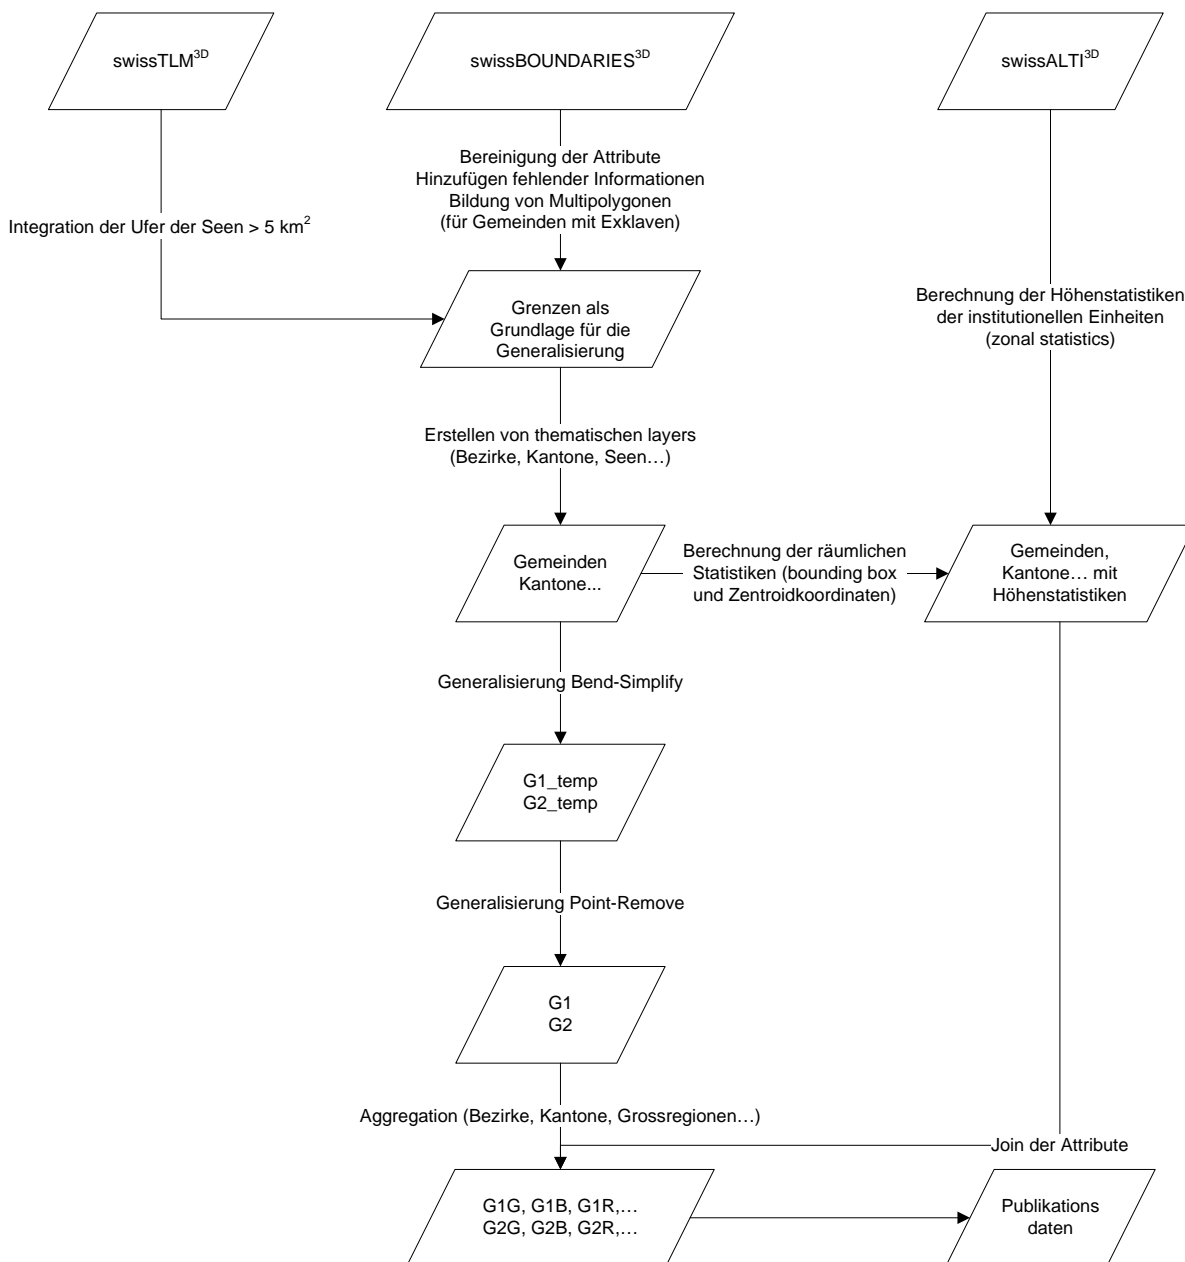 swissTLM3D
swissBOUNDARIES3D
swissALTI3D
Bereinigung der Attribute
Hinzufügen fehlender Informationen
Bildung von Multipolygonen
(für Gemeinden mit Exklaven)
Integration der Ufer der Seen > 5 km2
Grenzen als
Grundlage für die
Generalisierung
Berechnung der Höhenstatistiken
der institutionellen Einheiten
(zonal statistics)
Erstellen von thematischen layers
(Bezirke, Kantone, Seen…)
Gemeinden
Kantone...
Berechnung der räumlichen
Statistiken (bounding box
und Zentroidkoordinaten)
Gemeinden,
Kantone… mit
Höhenstatistiken
Generalisierung Bend-Simplify
G1_temp
G2_temp
Generalisierung Point-Remove
G1
G2
Aggregation (Bezirke, Kantone, Grossregionen…)
Join der Attribute
G1G, G1B, G1R,…
G2G, G2B, G2R,…
Publikations
daten